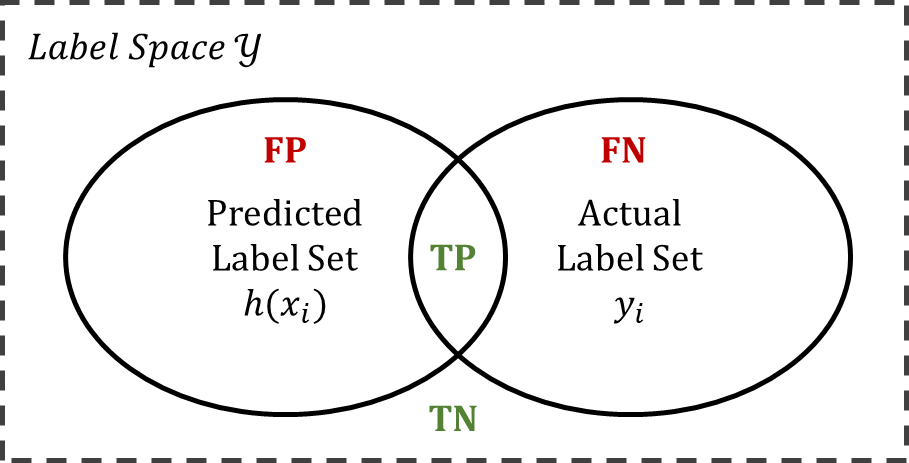 Label Space 𝒴
FP
Predicted
Label Set
h(xᵢ)
TP
FN
Actual
Label Set
yᵢ
TN